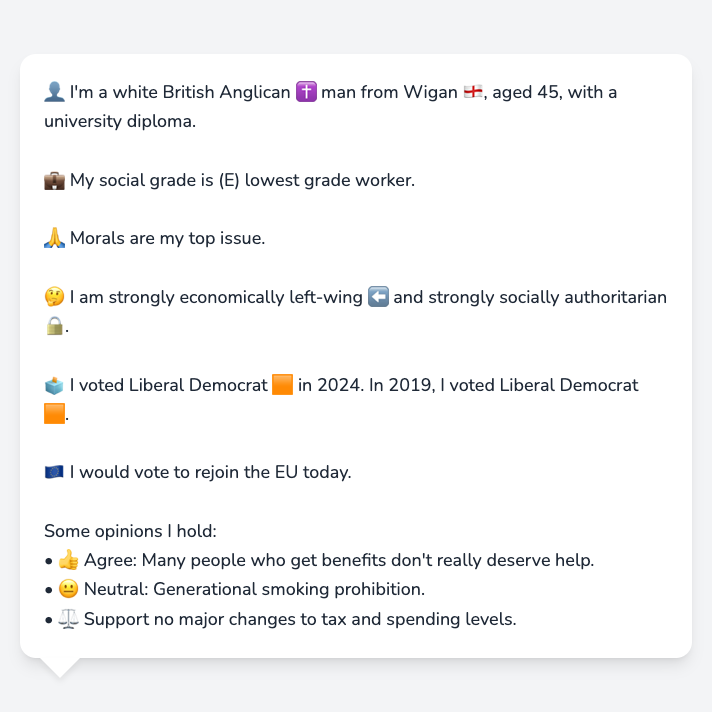 👤 I'm a white British Anglican ✝️ man from Wigan 🏴󠁧󠁢󠁥󠁮󠁧󠁿, aged 45, with a
university diploma.
💼 My social grade is (E) lowest grade worker.
🙏 Morals are my top issue.
🤔 I am strongly economically left-wing ⬅️ and strongly socially authoritarian
🔒.
🗳️ I voted Liberal Democrat 🟧 in 2024. In 2019, I voted Liberal Democrat
🟧.
🇪🇺 I would vote to rejoin the EU today.
Some opinions I hold:
• 👍 Agree: Many people who get benefits don't really deserve help.
• 😐 Neutral: Generational smoking prohibition.
• ⚖️ Support no major changes to tax and spending levels.